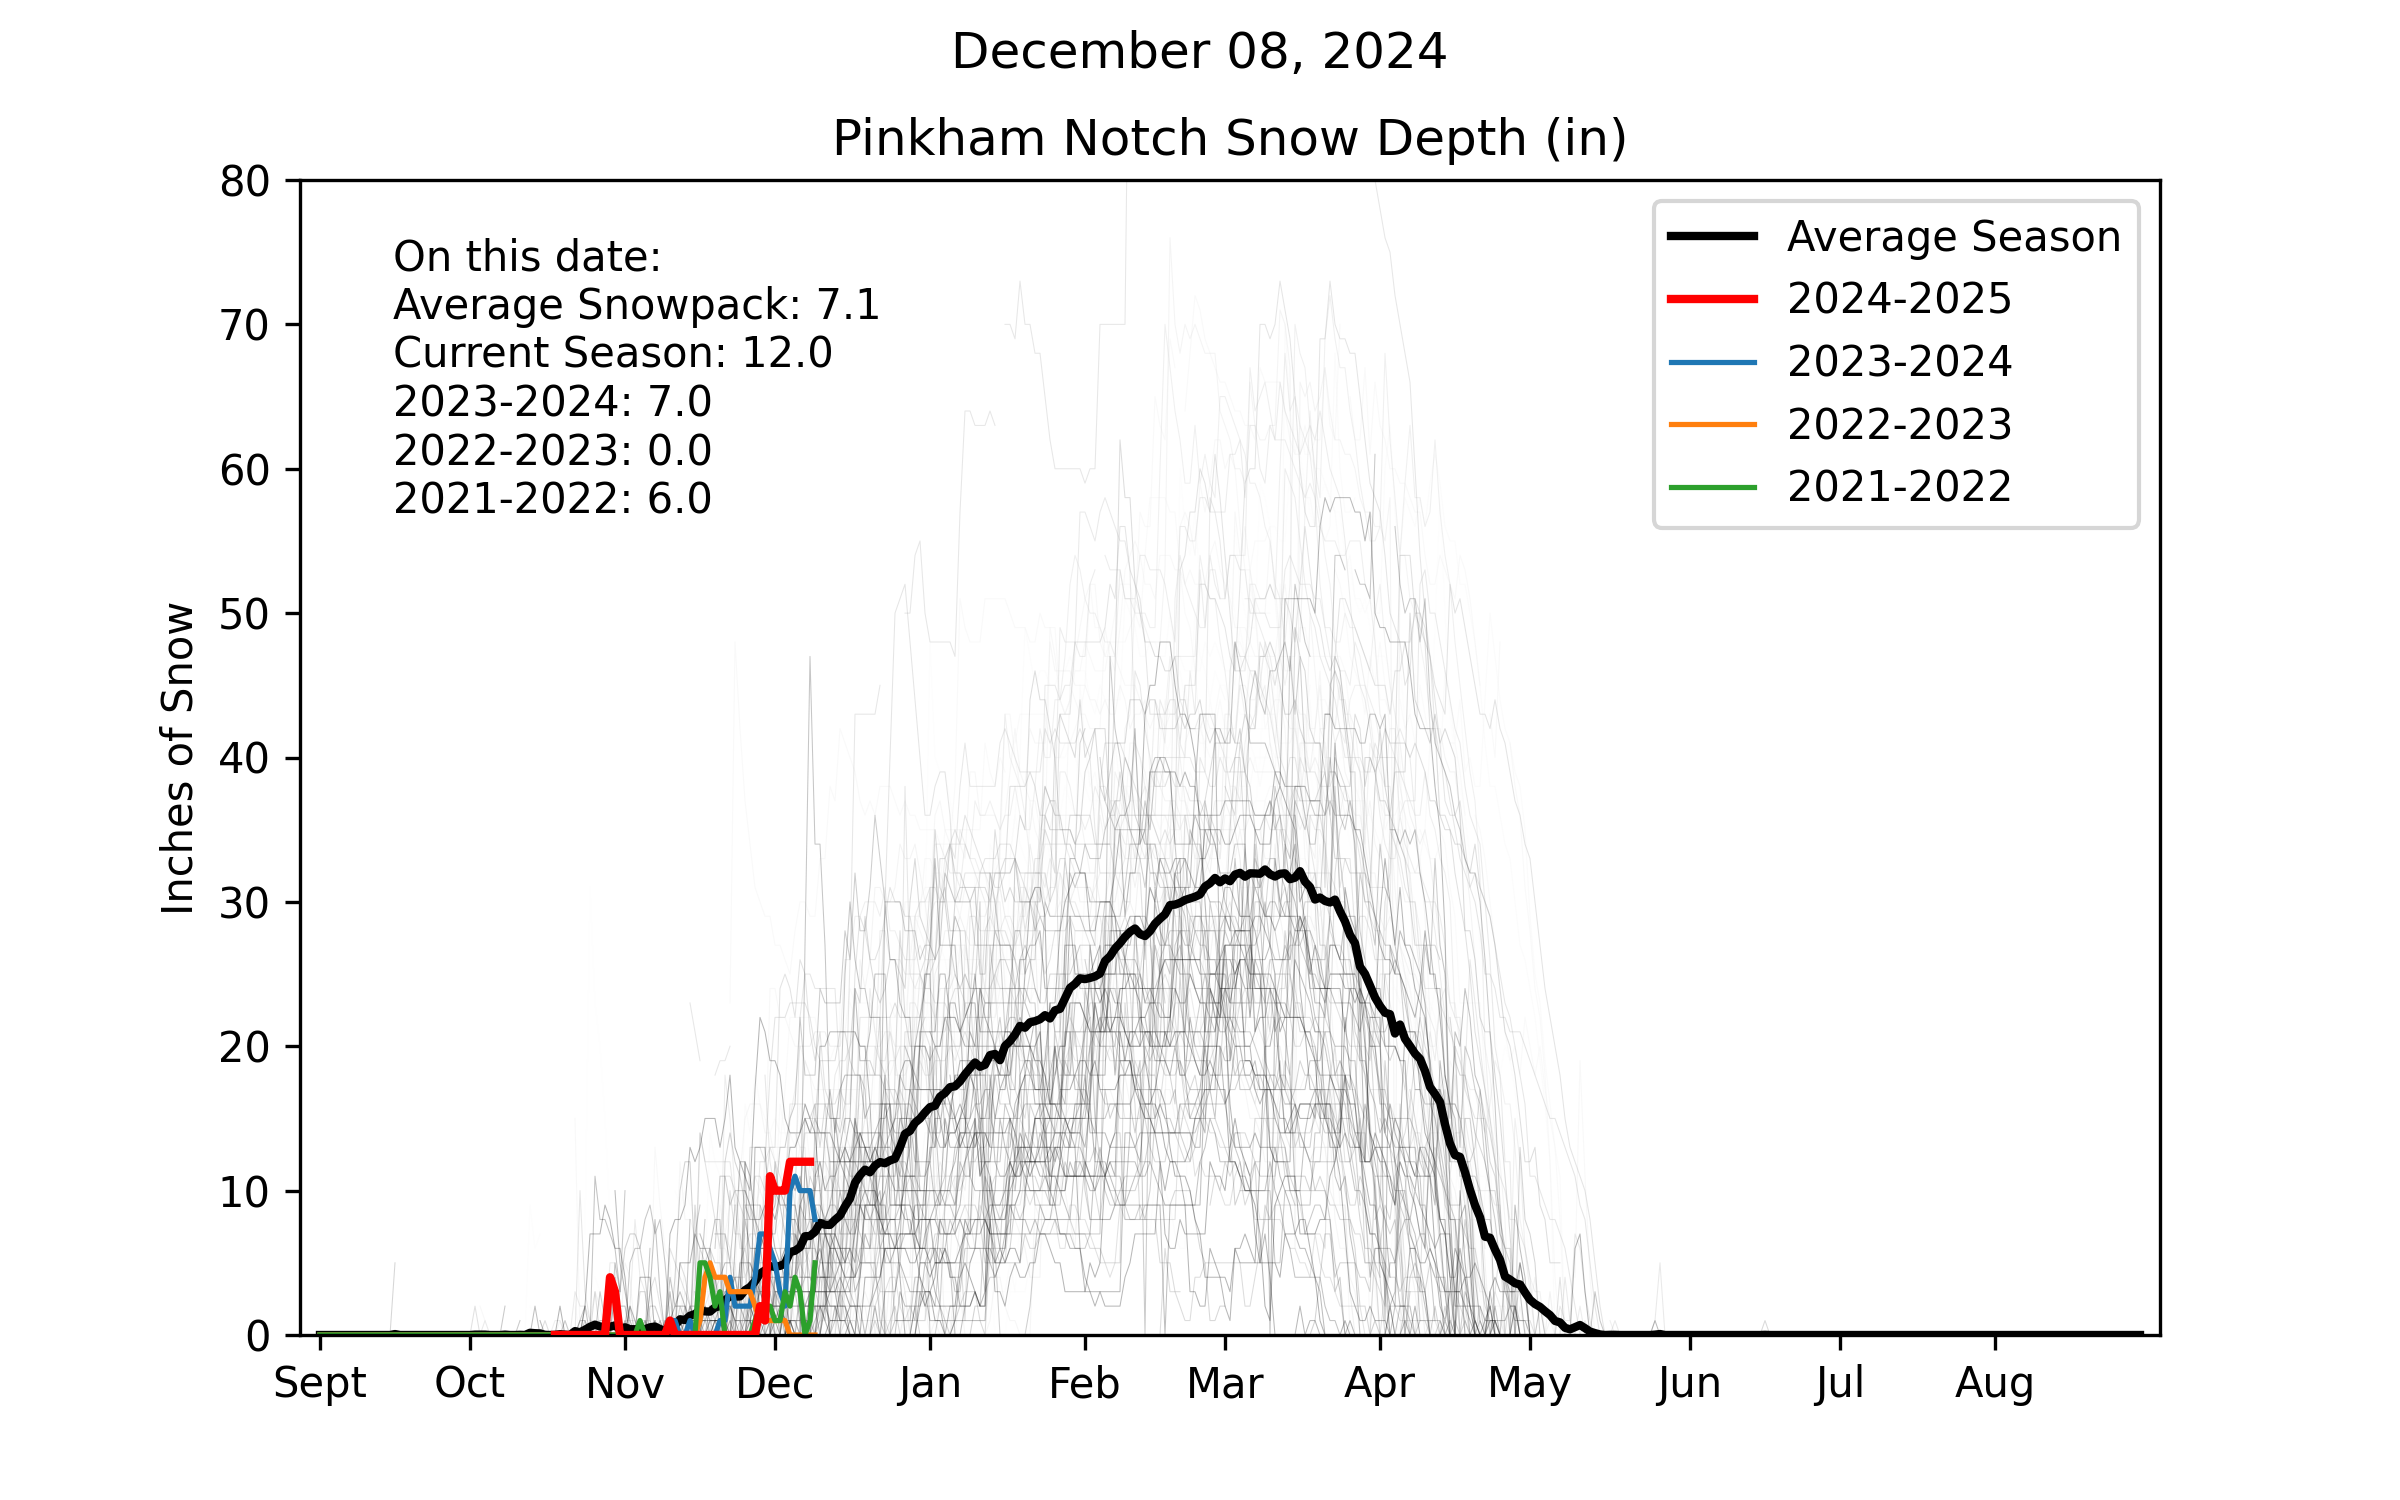 December 08, 2024
Pinkham Notch Snow Depth (in)
80
70
60
50
40
30
20
10
0
Inches of Snow
On this date:
Average Snowpack: 7.1
Current Season: 12.0
2023-2024: 7.0
2022-2023: 0.0
2021-2022: 6.0
Average Season
2024-2025
2023-2024
2022-2023
2021-2022
Sept Oct Nov Dec Jan Feb Mar Apr May Jun Jul Aug